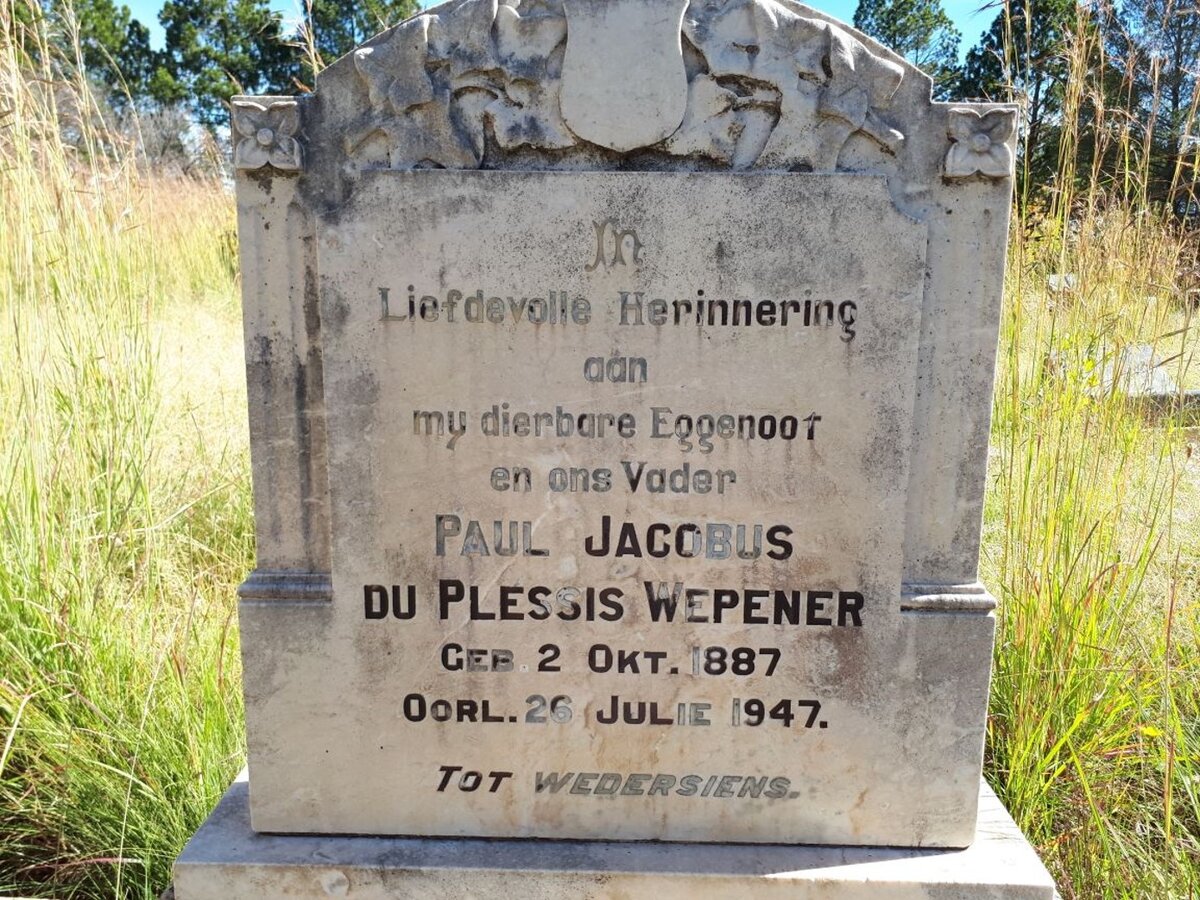 In
Liefdevolle Herinnering
aan
my dierbare Eggenoot
en ons Vader
PAUL JACOBUS
DU PLESSIS WEPENER
GEB. 2 OKT. 1887
OORL. 26 JULIE 1947.
TOT WEDERSIENS.